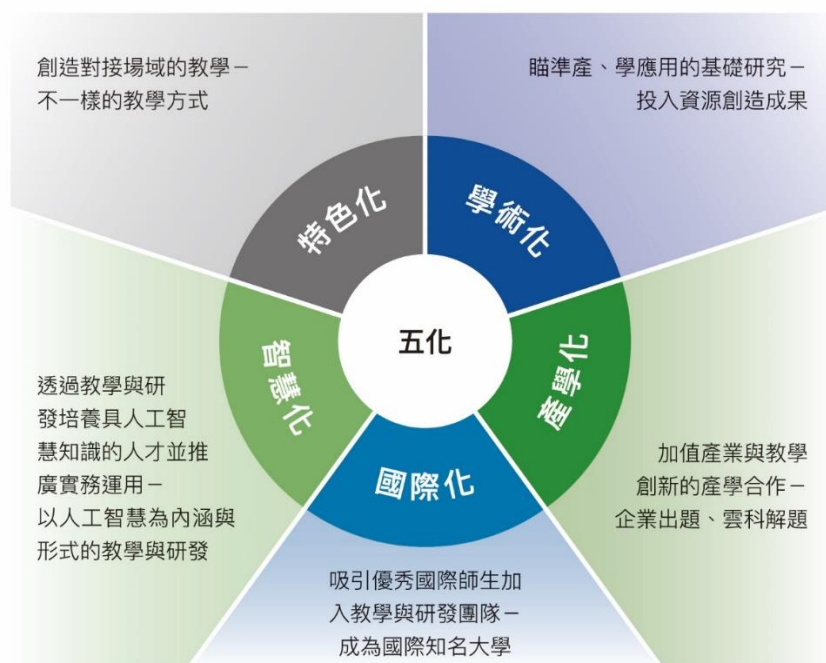 創造對接場域的教學－
不一樣的教學方式
瞄準產、學應用的基礎研究－
投入資源創造成果
特色化
學術化
五化
智慧化
產學化
國際化
透過教學與研
發培養具人工智
慧知識的人才並推
廣實務運用－
以人工智慧為內涵與
形式的教學與研發
加值產業與教學
創新的產學合作－
企業出題、雲科解題
吸引優秀國際師生加
入教學與研發團隊－
成為國際知名大學